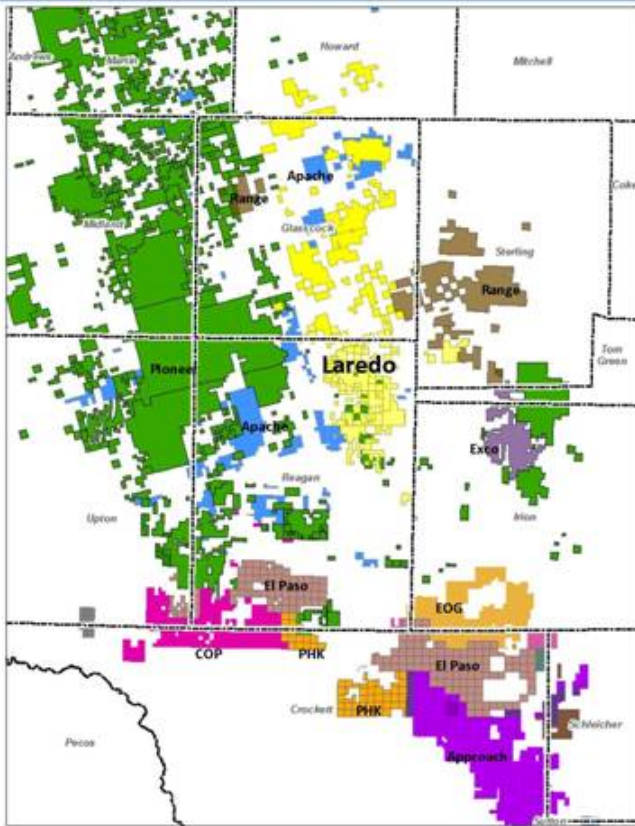 Howard
Andrews
Martin
Mitchell
Coke
Apache
Range
Midland
Glasscock
Sterling
Range
Tom
Green
Pioneer
Laredo
Apache
Exco
Reagan
Upton
Irion
El Paso
EOG
COP
PHK
El Paso
Crockett
PHK
Schleicher
Pecos
Approach
Sutton